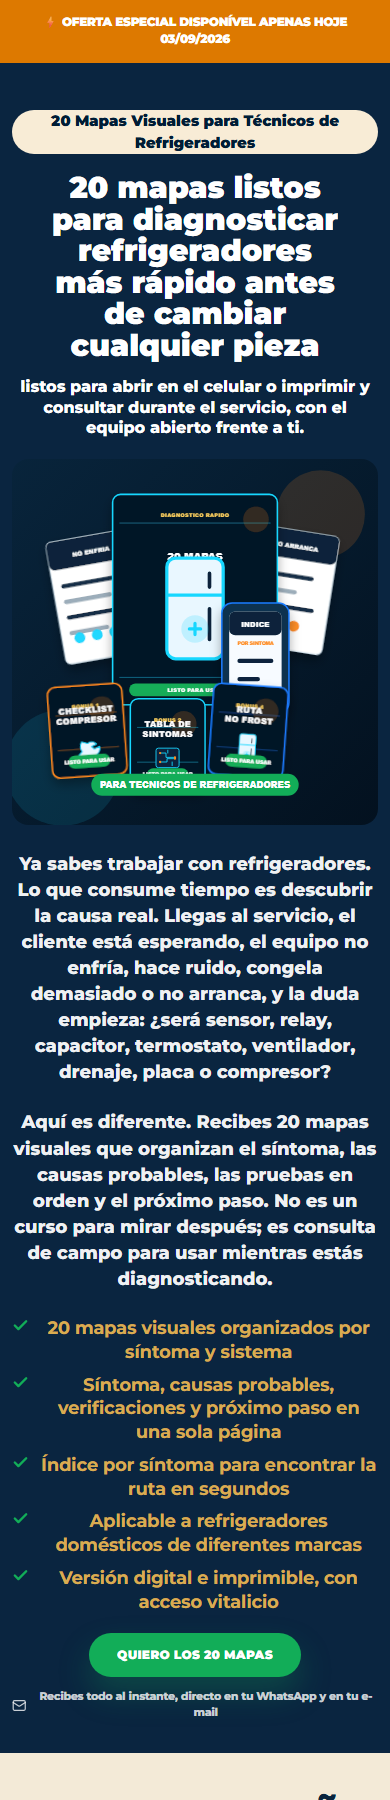 🔥 OFERTA ESPECIAL DISPONÍVEL APENAS HOJE
03/09/2026
20 Mapas Visuales para Técnicos de
Refrigeradores
20 mapas listos
para diagnosticar
refrigeradores
más rápido antes
de cambiar
cualquier pieza
listos para abrir en el celular o imprimir y
consultar durante el servicio, con el
equipo abierto frente a ti.
DIAGNOSTICO RAPIDO
NO ENFRIA
O ARRANCA
20 MAPAS
INDICE
POR SINTOMA
LISTO PARA US
CHECKLIST
COMPRESOR
LISTO PARA USAR
TABLA DE
SINTOMAS
RUTA
NO FROST
LISTO PARA USAR
PARA TECNICOS DE REFRIGERADORES
Ya sabes trabajar con refrigeradores.
Lo que consume tiempo es descubrir
la causa real. Llegas al servicio, el
cliente está esperando, el equipo no
enfría, hace ruido, congela
demasiado o no arranca, y la duda
empieza: ¿será sensor, relay,
capacitor, termostato, ventilador,
drenaje, placa o compresor?
Aquí es diferente. Recibes 20 mapas
visuales que organizan el síntoma, las
causas probables, las pruebas en
orden y el próximo paso. No es un
curso para mirar después; es consulta
de campo para usar mientras estás
diagnosticando.
20 mapas visuales organizados por
síntoma y sistema
Síntoma, causas probables,
verificaciones y próximo paso en
una sola página
Índice por síntoma para encontrar la
ruta en segundos
Aplicable a refrigeradores
domésticos de diferentes marcas
Versión digital e imprimible, con
acceso vitalicio
QUIERO LOS 20 MAPAS
Recibes todo al instante, directo en tu WhatsApp y en tu e-
mail